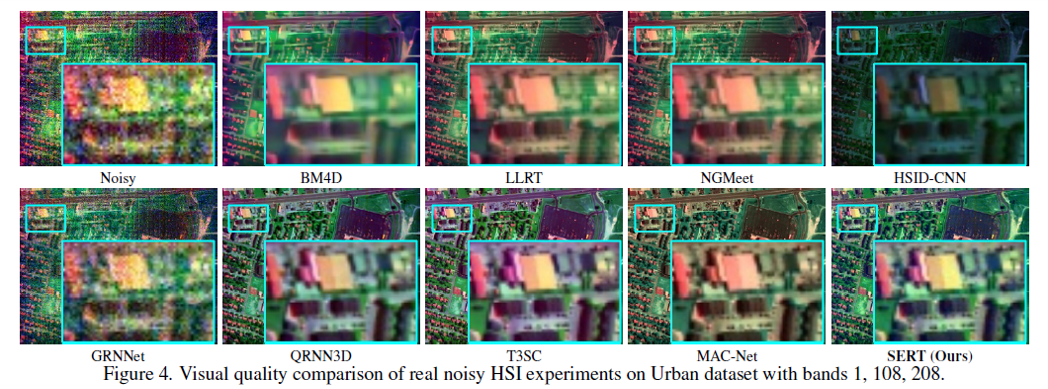 Noisy BM4D LLRT NGMeet HSID-CNN
GRNNet QRNN3D T3SC MAC-Net SERT (Ours)
Figure 4. Visual quality comparison of real noisy HSI experiments on Urban dataset with bands 1, 108, 208.